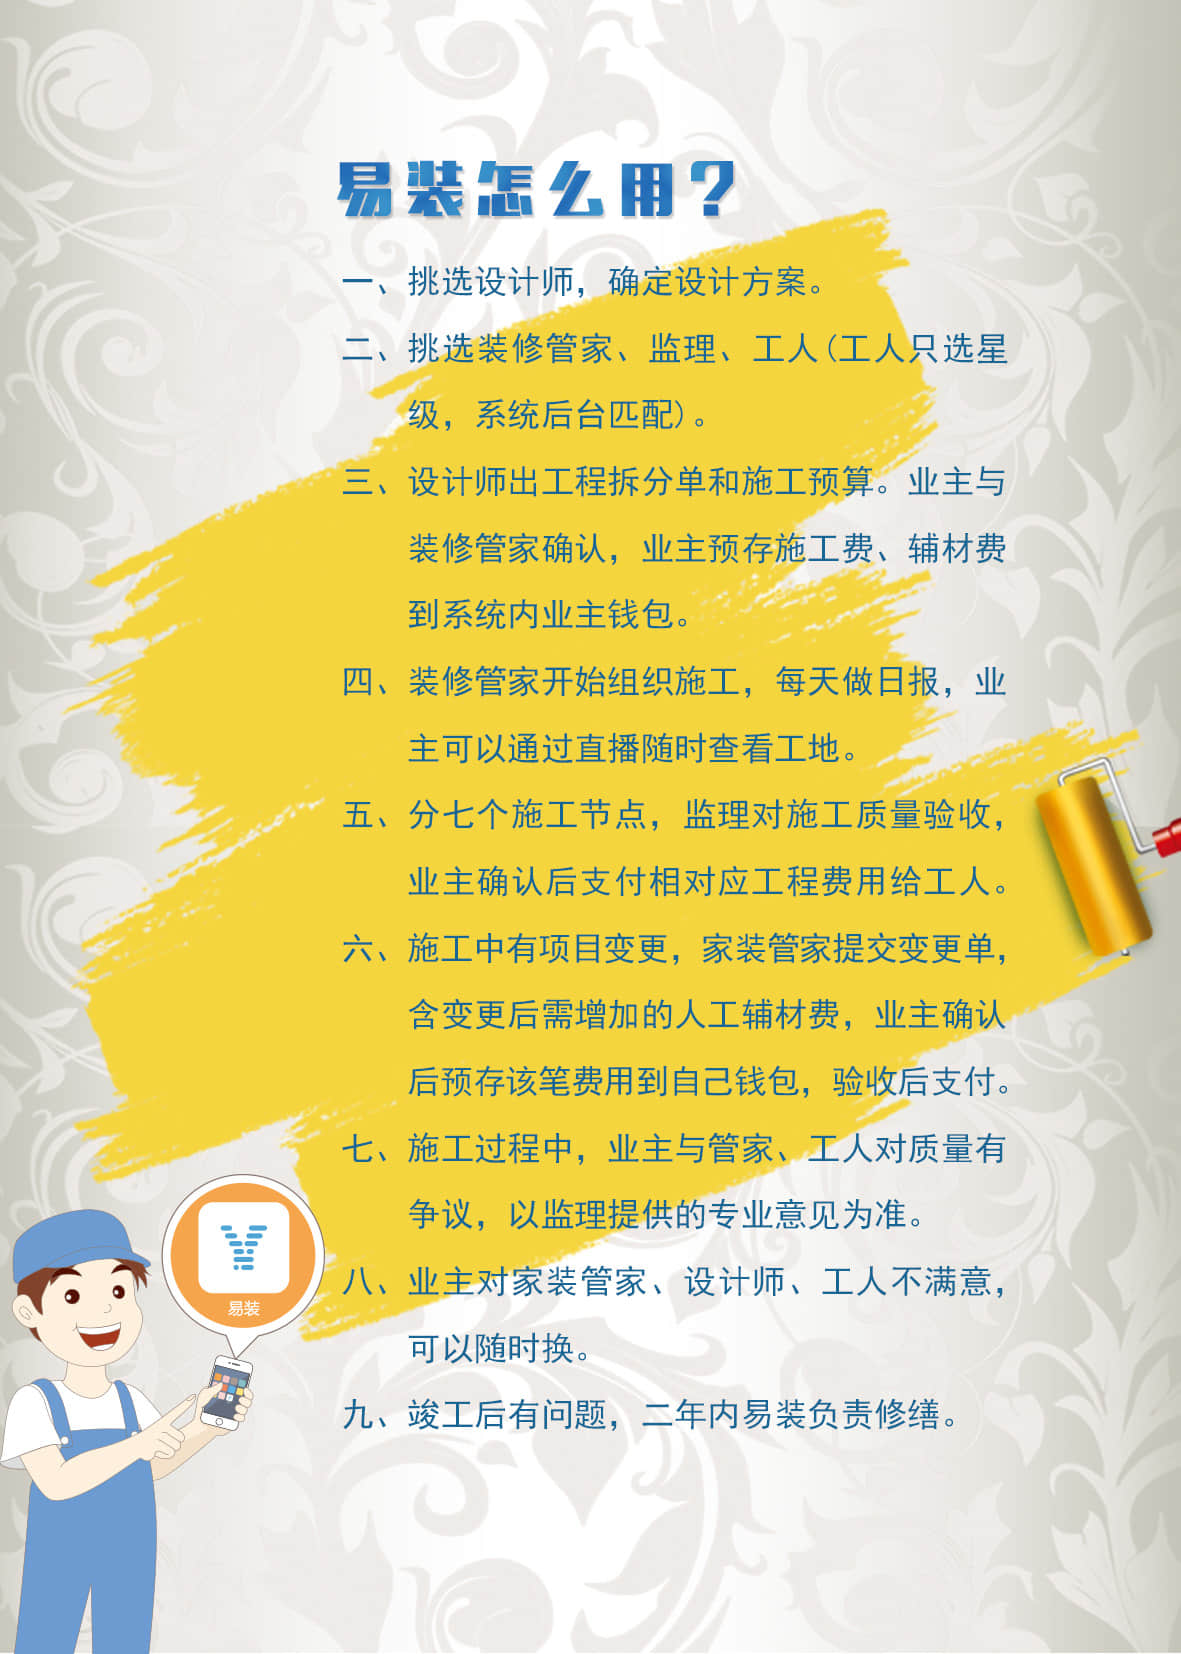 易装怎么用?
一、挑选设计师，确定设计方案。
二、挑选装修管家、监理、工人(工人只选星
级，系统后台匹配)。
三、设计师出工程拆分单和施工预算。业主与
装修管家确认，业主预存施工费、辅材费
到系统内业主钱包。
四、装修管家开始组织施工，每天做日报，业
主可以通过直播随时查看工地。
五、分七个施工节点，监理对施工质量验收，
业主确认后支付相对应工程费用给工人。
六、施工中有项目变更，家装管家提交变更单，
含变更后需增加的人工辅材费，业主确认
后预存该笔费用到自己钱包，验收后支付。
七、施工过程中，业主与管家、工人对质量有
争议，以监理提供的专业意见为准。
八、业主对家装管家、设计师、工人不满意，
可以随时换。
九、竣工后有问题，二年内易装负责修缮。
易装